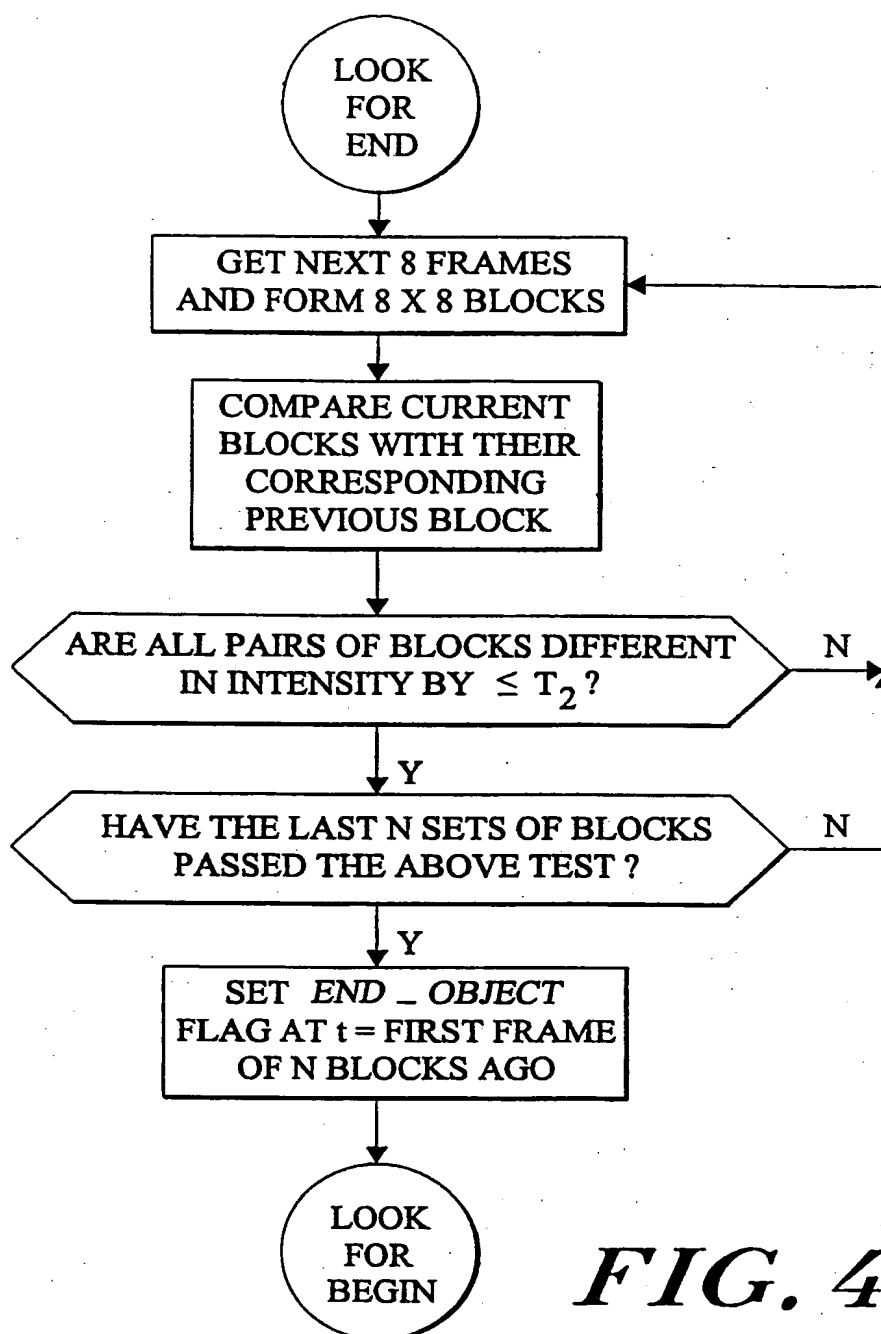 LOOK
FOR
END
GET NEXT 8 FRAMES
AND FORM 8 X 8 BLOCKS
COMPARE CURRENT
BLOCKS WITH THEIR
CORRESPONDING
PREVIOUS BLOCK
ARE ALL PAIRS OF BLOCKS DIFFERENT
IN INTENSITY BY ≤ T2 ?
N
Y
HAVE THE LAST N SETS OF BLOCKS
PASSED THE ABOVE TEST ?
N
Y
SET END _ OBJECT
FLAG AT t = FIRST FRAME
OF N BLOCKS AGO
LOOK
FOR
BEGIN
FIG. 4